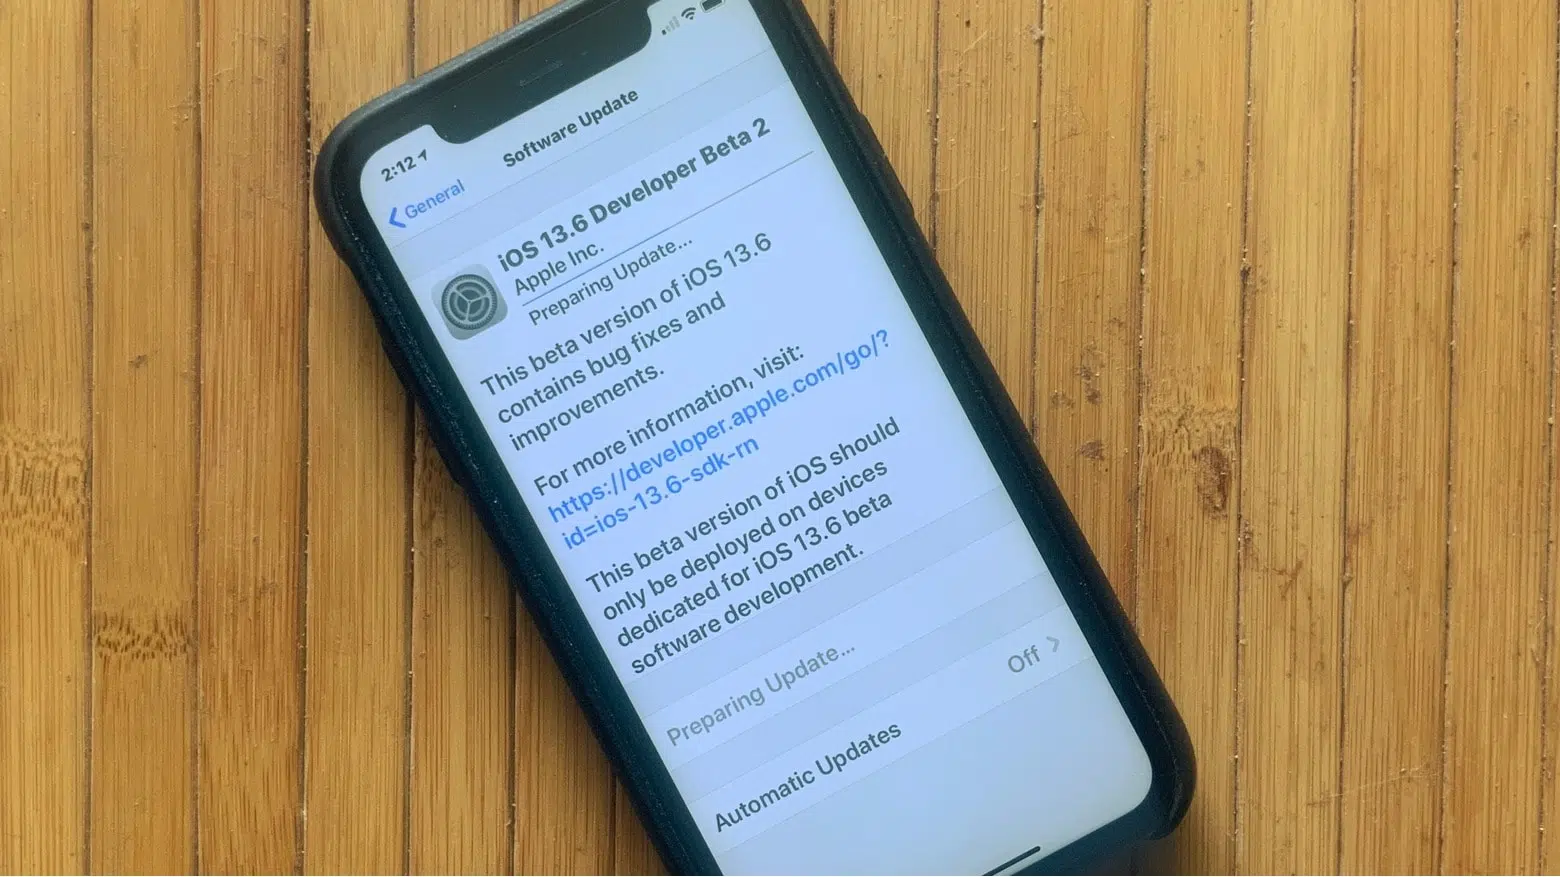 2:12
Software Update
General
iOS 13.6 Developer Beta 2
Apple Inc.
Preparing Update...
This beta version of iOS 13.6
contains bug fixes and
improvements.
For more information, visit:
https://developer.apple.com/go/?
id=ios-13.6-sdk-rn
This beta version of iOS should
only be deployed on devices
dedicated for iOS 13.6 beta
software development.
Preparing Update...
Automatic Updates Off